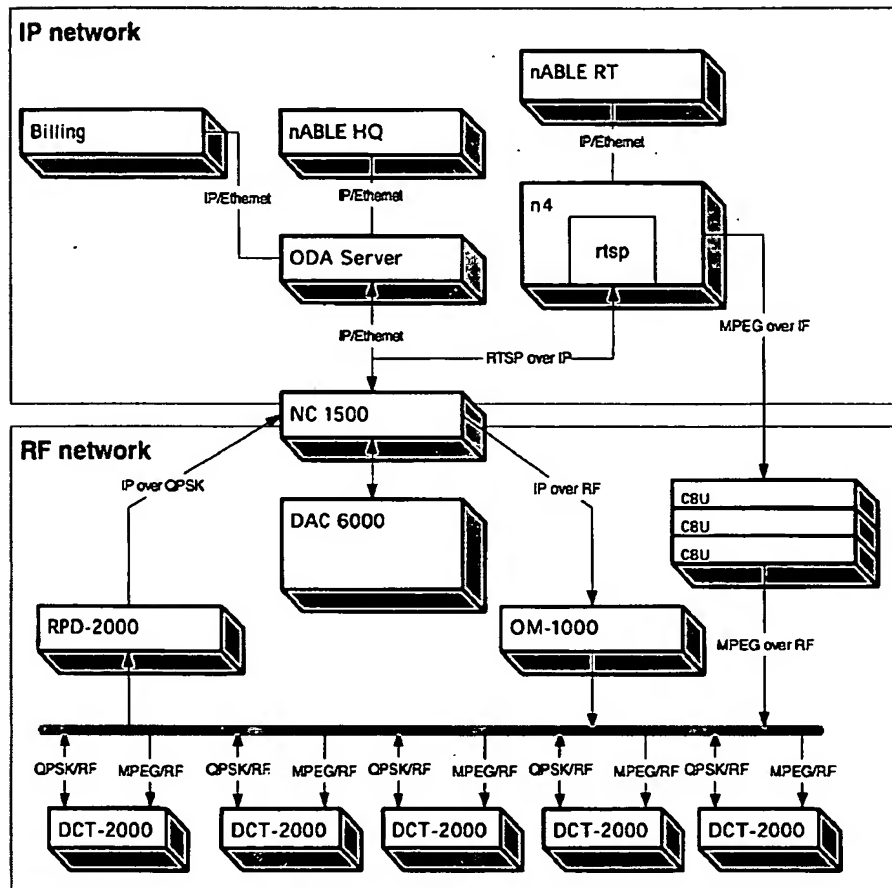 IP network
nABLE RT
Billing
nABLE HQ
IP/Ethernet
n4
IP/Ethernet
IP/Ethernet
rtsp
ODA Server
MPEG over IF
IP/Ethernet
RTSP over IP
NC 1500
RF network
IP over QPSK
IP over RF
C8U
DAC 6000
C8U
C8U
RPD-2000
OM-1000
MPEG over RF
QPSK/RF MPEG/RF QPSK/RF MPEG/RF QPSK/RF MPEG/RF QPSK/RF MPEG/RF QPSK/RF MPEG/RF
DCT-2000 DCT-2000 DCT-2000 DCT-2000 DCT-2000